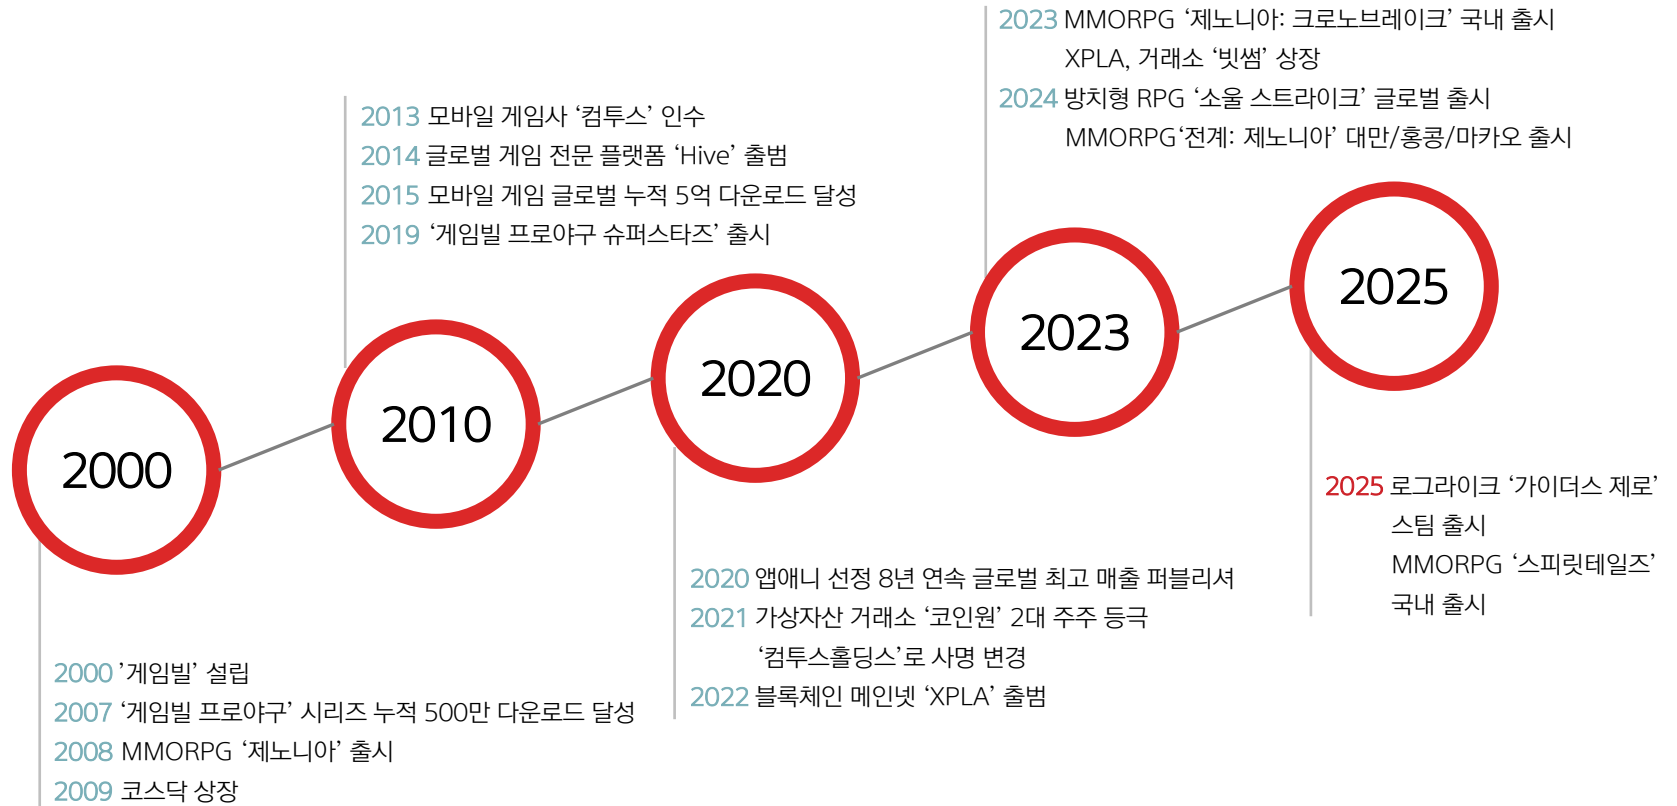 2000
2000 ’게임빌’ 설립
2007 ‘게임빌 프로야구’ 시리즈 누적 500만 다운로드 달성
2008 MMORPG ‘제노니아’ 출시
2009 코스닥 상장
2010
2013 모바일 게임사 ‘컴투스’ 인수
2014 글로벌 게임 전문 플랫폼 ‘Hive’ 출범
2015 모바일 게임 글로벌 누적 5억 다운로드 달성
2019 ‘게임빌 프로야구 슈퍼스타즈’ 출시
2020
2020 앱애니 선정 8년 연속 글로벌 최고 매출 퍼블리셔
2021 가상자산 거래소 ‘코인원’ 2대 주주 등극
‘컴투스홀딩스’로 사명 변경
2022 블록체인 메인넷 ‘XPLA’ 출범
2023
2023 MMORPG ‘제노니아: 크로노브레이크’ 국내 출시
XPLA, 거래소 ‘빗썸’ 상장
2024 방치형 RPG ‘소울 스트라이크’ 글로벌 출시
MMORPG‘전계: 제노니아’ 대만/홍콩/마카오 출시
2025
2025 로그라이크 ‘가이더스 제로’
스팀 출시
MMORPG ‘스피릿테일즈’
국내 출시